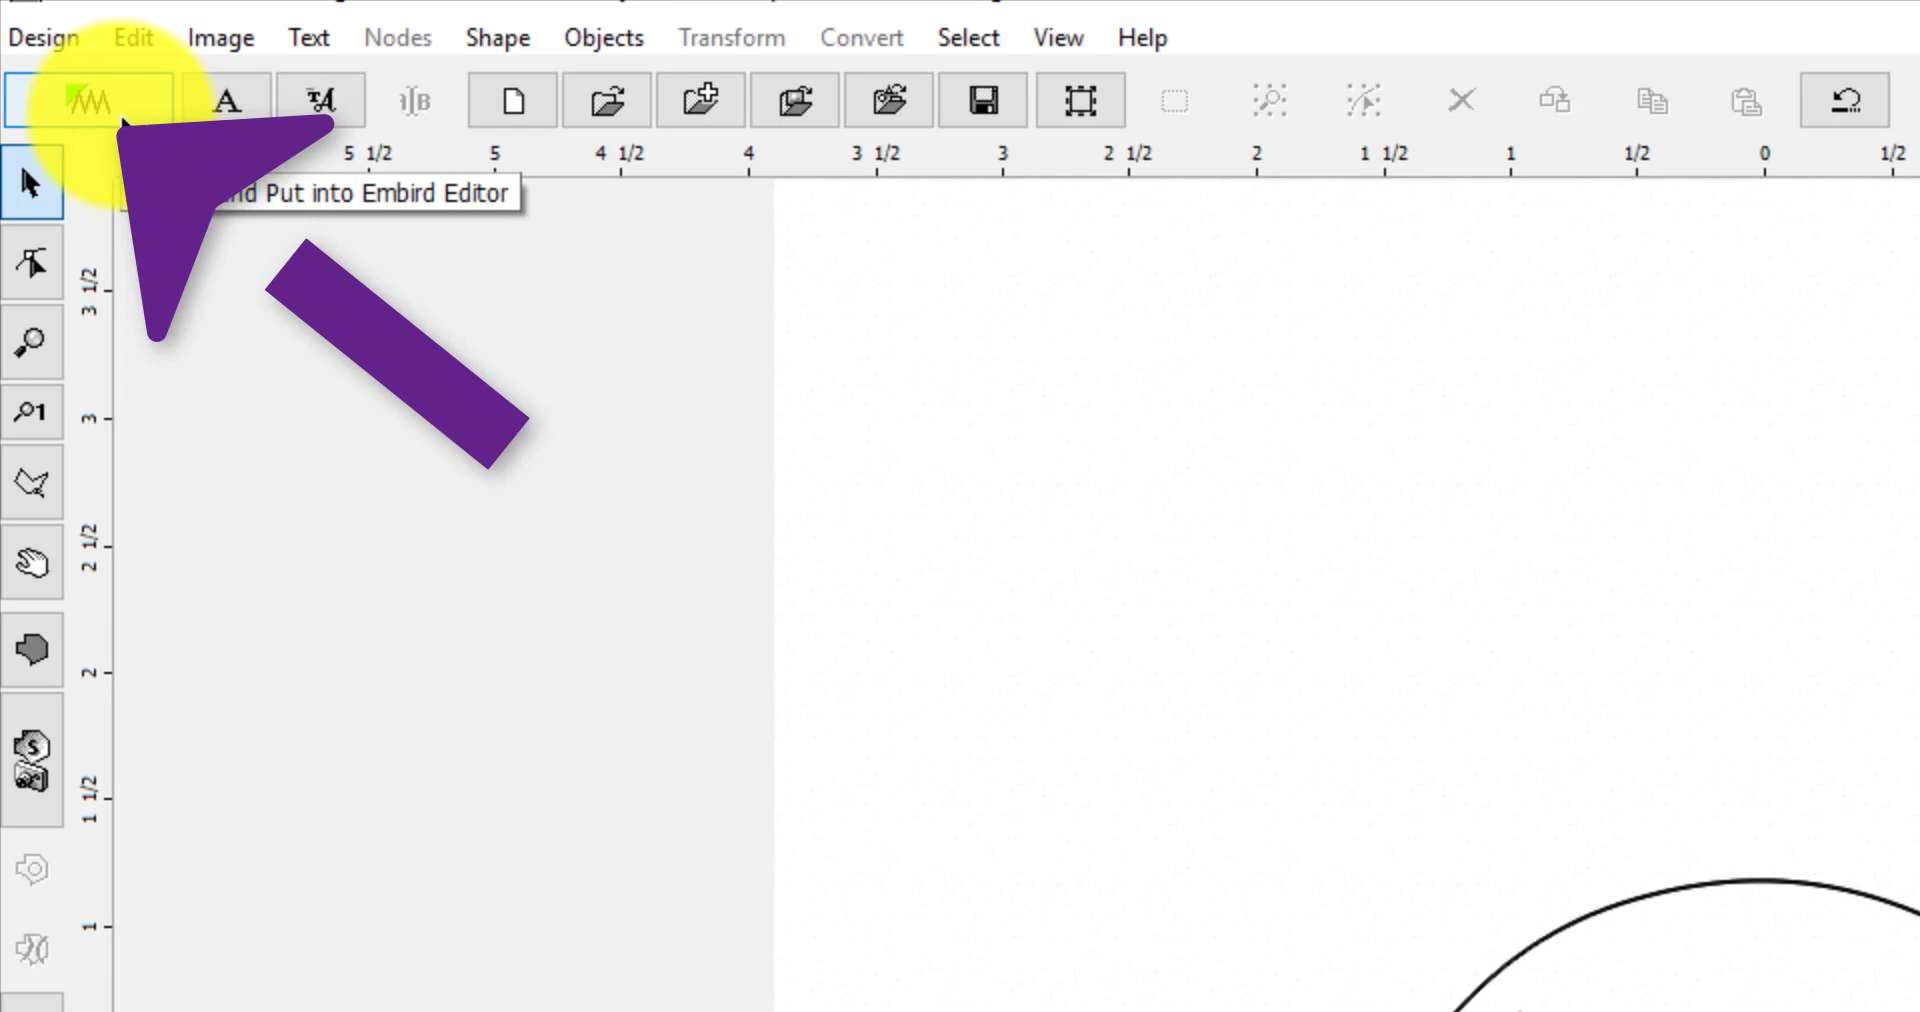 Design Edit Image Text Nodes Shape Objects Transform Convert Select View Help
A TA B
5 1/2 5 4 1/2 4 3 1/2 3 2 1/2 2 1 1/2 1 1/2 0 1/2
Put into Embird Editor
3 1/2
1
3
2 1/2
2
S
1 1/2
1